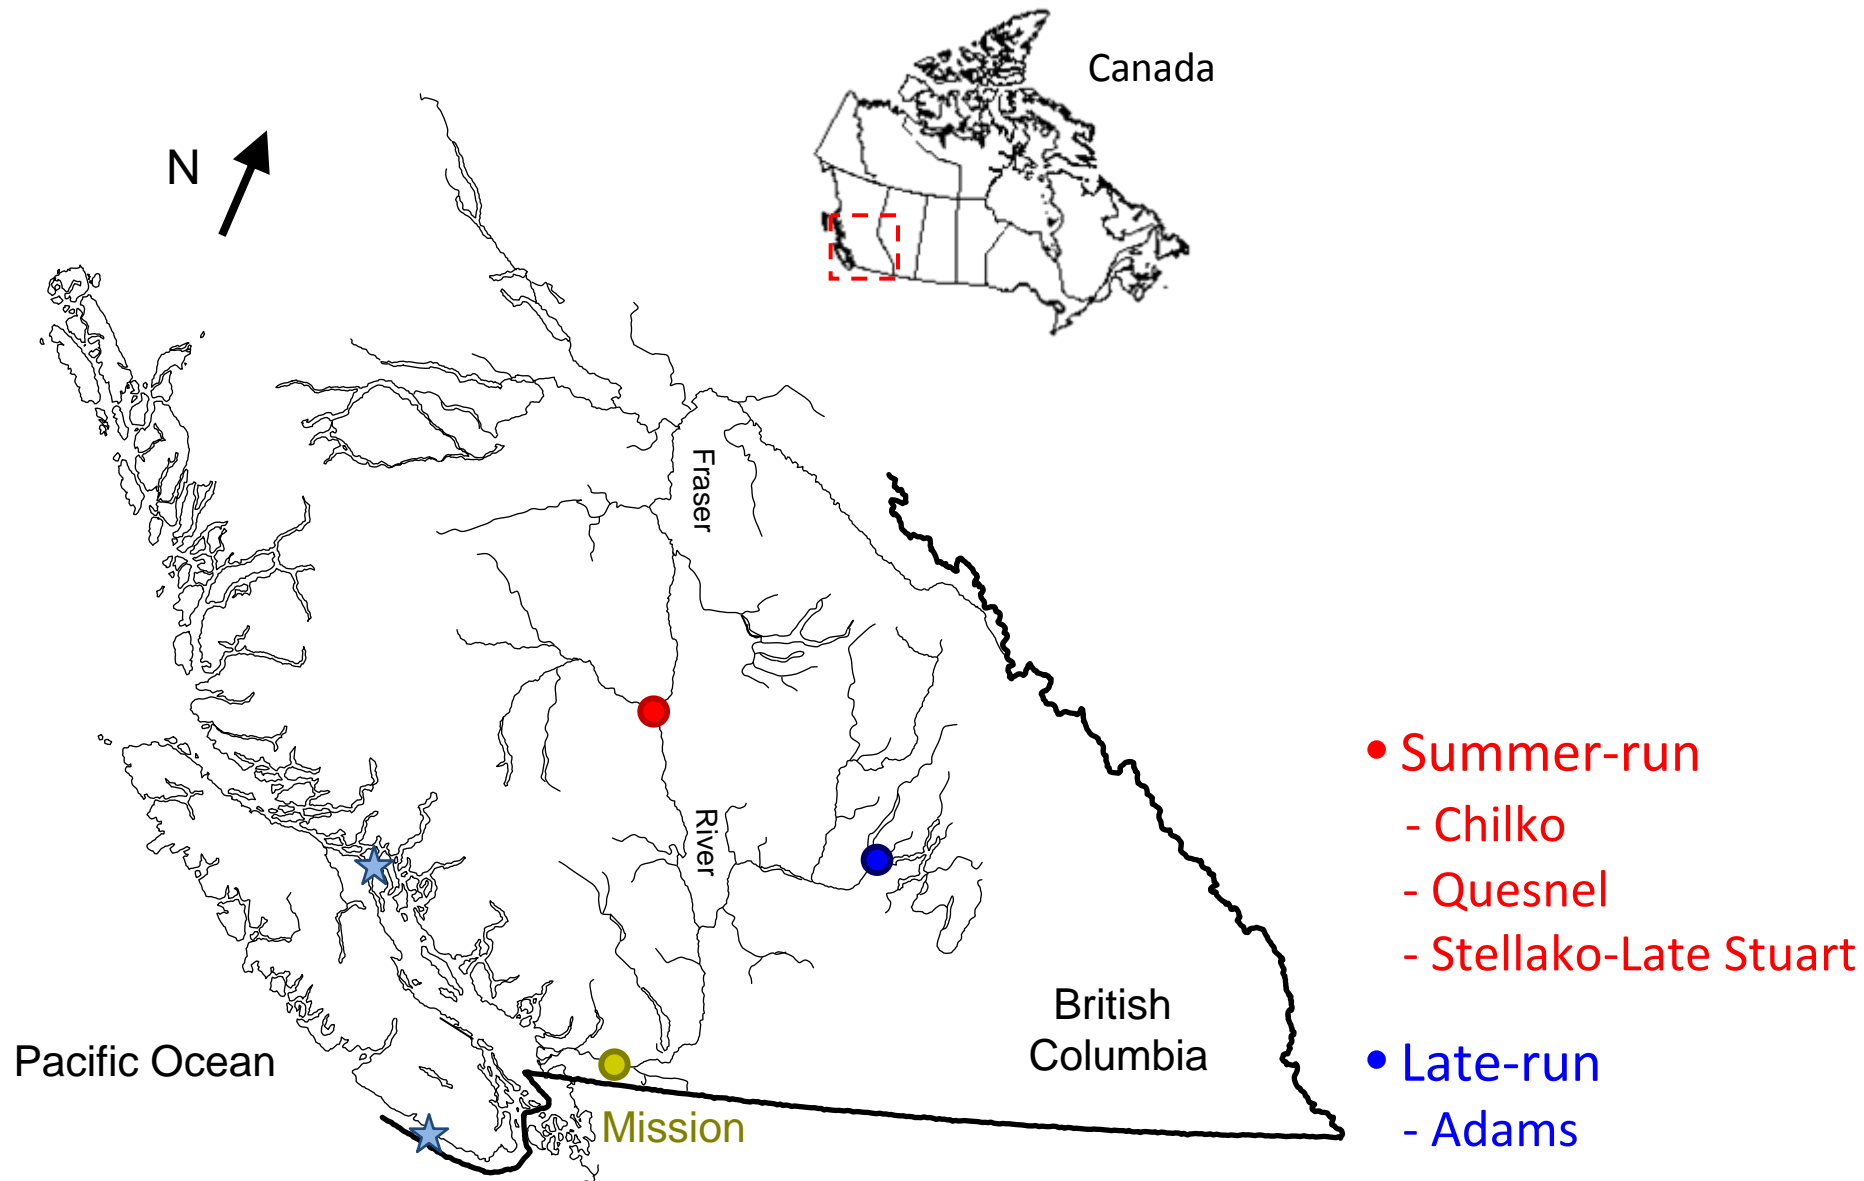 Canada
N
Fraser
River
Summer-run
- Chilko
- Quesnel
- Stellako-Late Stuart
British
Columbia
Pacific Ocean
Late-run
Mission
- Adams